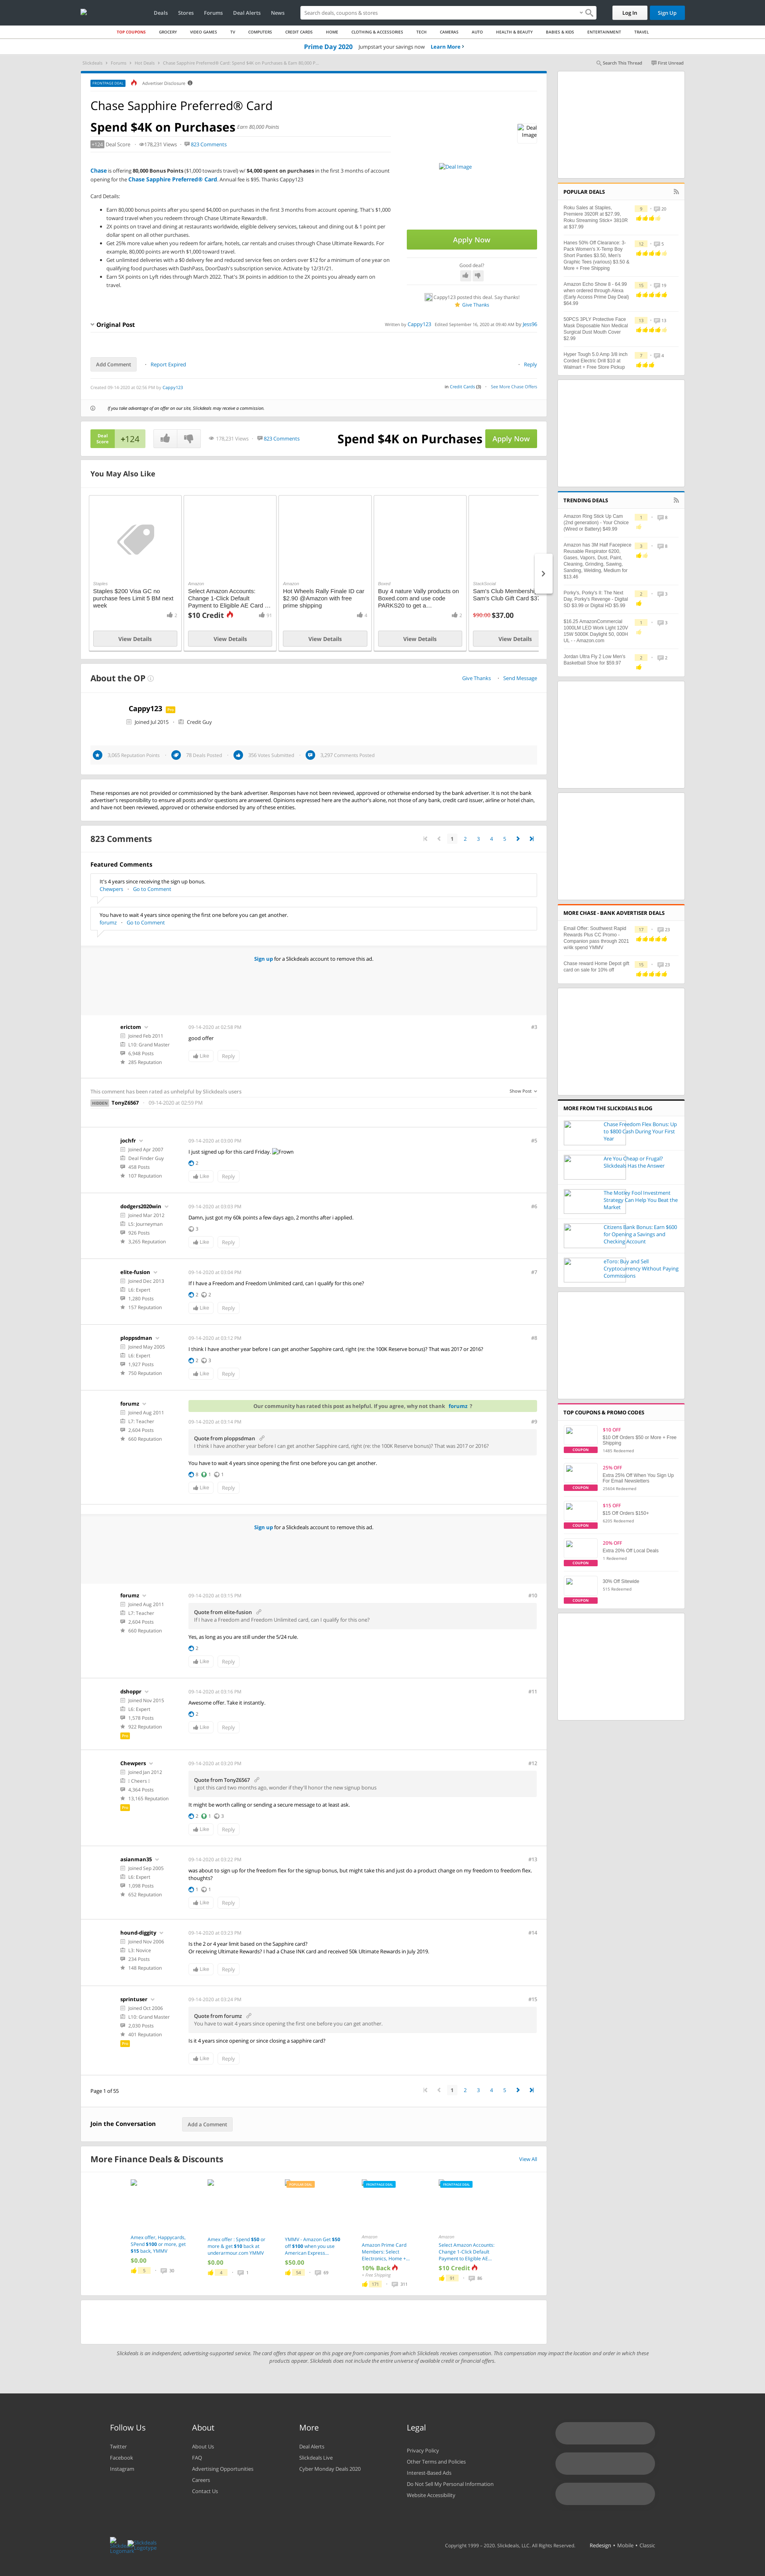 Deals Stores Forums Deal Alerts News
Search deals, coupons & stores
Log In Sign Up
TOP COUPONS GROCERY VIDEO GAMES TV COMPUTERS CREDIT CARDS HOME CLOTHING & ACCESSORIES TECH CAMERAS AUTO HEALTH & BEAUTY BABIES & KIDS ENTERTAINMENT TRAVEL
Prime Day 2020 Jumpstart your savings now Learn More
Slickdeals > Forums > Hot Deals > Chase Sapphire Preferred® Card: Spend $4K on Purchases & Earn 80,000 P...
Search This Thread First Unread
FRONTPAGE DEAL Advertiser Disclosure
Chase Sapphire Preferred® Card
Spend $4K on Purchases Earn 80,000 Points
+124 Deal Score 178,231 Views 823 Comments
Deal Image
Chase is offering 80,000 Bonus Points ($1,000 towards travel) w/ $4,000 spent on purchases in the first 3 months of account
opening for the Chase Sapphire Preferred® Card. Annual fee is $95. Thanks Cappy123
Card Details:
Earn 80,000 bonus points after you spend $4,000 on purchases in the first 3 months from account opening. That's $1,000
toward travel when you redeem through Chase Ultimate Rewards®.
2X points on travel and dining at restaurants worldwide, eligible delivery services, takeout and dining out & 1 point per
dollar spent on all other purchases.
Get 25% more value when you redeem for airfare, hotels, car rentals and cruises through Chase Ultimate Rewards. For
example, 80,000 points are worth $1,000 toward travel.
Get unlimited deliveries with a $0 delivery fee and reduced service fees on orders over $12 for a minimum of one year on
qualifying food purchases with DashPass, DoorDash's subscription service. Activate by 12/31/21.
Earn 5X points on Lyft rides through March 2022. That's 3X points in addition to the 2X points you already earn on
travel.
Deal Image
Apply Now
Good deal?
Cappy123 posted this deal. Say thanks!
Give Thanks
Original Post
Written by Cappy123 Edited September 16, 2020 at 09:40 AM by Jess96
Add Comment Report Expired Reply
Created 09-14-2020 at 02:56 PM by Cappy123
in Credit Cards (3) See More Chase Offers
If you take advantage of an offer on our site, Slickdeals may receive a commission.
Deal Score +124 178,231 Views 823 Comments Spend $4K on Purchases Apply Now
You May Also Like
Staples
Staples $200 Visa GC no purchase fees Limit 5 BM next week
2
View Details
Amazon
Select Amazon Accounts: Change 1-Click Default Payment to Eligible AE Card ...
$10 Credit 91
View Details
Amazon
Hot Wheels Rally Finale ID car $2.90 @Amazon with free prime shipping
View Details
Boxed
Buy 4 nature Vally products on Boxed.com and use code PARKS20 to get a...
2
View Details
StackSocial
Sam's Club Membership
Sam's Club Gift Card $37
$90.00 $37.00
View Details
About the OP
Give Thanks Send Message
Cappy123 Pro
Joined Jul 2015 Credit Guy
78 Deals Posted 3,297 Comments Posted
These responses are not provided or commissioned by the bank advertiser. Responses have not been reviewed, approved or otherwise endorsed by the bank advertiser. It is not the bank
advertiser's responsibility to ensure all posts and/or questions are answered. Opinions expressed here are the author's alone, not those of any bank, credit card issuer, airline or hotel chain,
and have not been reviewed, approved or otherwise endorsed by any of these entities.
823 Comments
1 2 3 4 5
Featured Comments
It's 4 years since receiving the sign up bonus.
Chewpers Go to Comment
You have to wait 4 years since opening the first one before you can get another.
forumz Go to Comment
Sign up for a Slickdeals account to remove this ad.
erictom
Joined Feb 2011
L10: Grand Master
6,948 Posts
285 Reputation
09-14-2020 at 02:58 PM #3
good offer
Like Reply
This comment has been rated as unhelpful by Slickdeals users
Show Post
HIDDEN TonyZ6567 09-14-2020 at 02:59 PM
jochfr
Joined Apr 2007
Deal Finder Guy
458 Posts
107 Reputation
09-14-2020 at 03:00 PM #5
I just signed up for this card Friday. Frown
2
Like Reply
dodgers2020win
Joined Mar 2012
L5: Journeyman
926 Posts
3,265 Reputation
09-14-2020 at 03:03 PM #6
Damn, just got my 60k points a few days ago, 2 months after i applied.
3
Like Reply
elite-fusion
Joined Dec 2013
L6: Expert
1,280 Posts
157 Reputation
09-14-2020 at 03:04 PM #7
If I have a Freedom and Freedom Unlimited card, can I qualify for this one?
2 2
Like Reply
ploppsdman
Joined May 2005
L6: Expert
1,927 Posts
750 Reputation
09-14-2020 at 03:12 PM #8
I think I have another year before I can get another Sapphire card, right (re: the 100K Reserve bonus)? That was 2017 or 2016?
2 3
Like Reply
forumz
Joined Aug 2011
L7: Teacher
2,604 Posts
660 Reputation
Our community has rated this post as helpful. If you agree, why not thank forumz ?
09-14-2020 at 03:14 PM #9
Quote from ploppsdman
I think I have another year before I can get another Sapphire card, right (re: the 100K Reserve bonus)? That was 2017 or 2016?
You have to wait 4 years since opening the first one before you can get another.
8 1 1
Like Reply
Sign up for a Slickdeals account to remove this ad.
forumz
Joined Aug 2011
L7: Teacher
2,604 Posts
660 Reputation
09-14-2020 at 03:15 PM #10
Quote from elite-fusion
If I have a Freedom and Freedom Unlimited card, can I qualify for this one?
Yes, as long as you are still under the 5/24 rule.
2
Like Reply
dshoppr
Joined Nov 2015
L6: Expert
1,578 Posts
922 Reputation
Pro
09-14-2020 at 03:16 PM #11
Awesome offer. Take it instantly.
2
Like Reply
Chewpers
Joined Jan 2012
! Cheers !
4,364 Posts
13,165 Reputation
Pro
09-14-2020 at 03:20 PM #12
Quote from TonyZ6567
I got this card two months ago, wonder if they'll honor the new signup bonus
It might be worth calling or sending a secure message to at least ask.
2 1 3
Like Reply
asianman35
Joined Sep 2005
L6: Expert
1,098 Posts
652 Reputation
09-14-2020 at 03:22 PM #13
was about to sign up for the freedom flex for the signup bonus, but might take this and just do a product change on my freedom to freedom flex.
thoughts?
1 1
Like Reply
hound-diggity
Joined Nov 2006
L3: Novice
234 Posts
148 Reputation
09-14-2020 at 03:23 PM #14
Is the 2 or 4 year limit based on the Sapphire card?
Or receiving Ultimate Rewards? I had a Chase INK card and received 50k Ultimate Rewards in July 2019.
Like Reply
sprintuser
Joined Oct 2006
L10: Grand Master
2,030 Posts
401 Reputation
Pro
09-14-2020 at 03:24 PM #15
Quote from forumz
You have to wait 4 years since opening the first one before you can get another.
Is it 4 years since opening or since closing a sapphire card?
Like Reply
Page 1 of 55
1 2 3 4 5
Join the Conversation Add a Comment
More Finance Deals & Discounts View All
Amex offer, Happycards, Spend $100 or more, get $15 back. YMMV
$0.00
5 38
Amex offer : Spend $50 or more & get $10 back at underarmour.com YMMV
$0.00
4 1
YMMV - Amazon Get $50 off $100 when you use American Express...
$50.00
54 69
FRONTPAGE DEAL
Amazon
Amazon Prime Card Members: Select Electronics, Home +...
10% Back
+ Free Shipping
171 311
FRONTPAGE DEAL
Amazon
Select Amazon Accounts: Change 1-Click Default Payment to Eligible AE...
$10 Credit
91 86
Slickdeals is an independent, advertising-supported service. The card offers that appear on this page are from companies from which Slickdeals receives compensation. This compensation may impact the location and order in which these
products appear. Slickdeals does not include the entire universe of available credit or financial offers.
POPULAR DEALS
Roku Sales at Staples, Premiere 3920R at $27.99, Roku Streaming Stick+ 3810R at $37.99
9 20
Hanes 50% Off Clearance: 3-Pack Women's X-Temp Boy Short Panties $3.50, Men's Graphic Tees (various) $3.50 & More + Free Shipping
12 5
Amazon Echo Show 8 - 64.98 when ordered through Alexa (Early Access Prime Day Deal) $64.99
10 19
50PCS 3PLY Protective Face Mask Disposable Non Medical Surgical Dust Mouth Cover $2.99
13 13
Hyper Tough 5.0 Amp 3/8 inch Corded Electric Drill $10 at Walmart + Free Store Pickup
7 4
TRENDING DEALS
Amazon Ring Stick Up Cam (2nd generation) - Your Choice (Wired or Battery) $49.99
1 8
Amazon has 3M Half Facepiece Reusable Respirator 6200, Gases, Vapors, Dust, Paint, Cleaning, Grinding, Sawing, Sanding, Welding, Medium for $13.46
3 8
Porky's, Porky's II: The Next Day, Porky's Revenge - Digital SD $3.99 or Digital HD $5.99
2 3
$16.25 AmazonCommercial 1000LM LED Work Light 120V 15W 5000K Daylight 50, 000H UL - - Amazon.com
1 3
Jordan Ultra Fly 2 Low Men's Basketball Shoe for $59.97
2 2
MORE CHASE - BANK ADVERTISER DEALS
Email Offer: Southwest Rapid Rewards Plus CC Promo - Companion pass through 2021 w/4k spend YMMV
17 23
Chase reward Home Depot gift card on sale for 10% off
10 23
MORE FROM THE SLICKDEALS BLOG
Chase Freedom Flex Bonus: Up to $800 Cash During Your First Year
Are You Cheap or Frugal? Slickdeals Has the Answer
The Motley Fool Investment Strategy Can Help You Beat the Market
Citizens Bank Bonus: Earn $600 for Opening a Savings and Checking Account
eToro: Buy and Sell Cryptocurrency Without Paying Commissions
TOP COUPONS & PROMO CODES
COUPON $10 OFF
$10 Off Orders $50 or More + Free Shipping
1485 Redeemed
COUPON 25% OFF
Extra 25% Off When You Sign Up For Email Newsletters
25604 Redeemed
COUPON $15 OFF
$15 Off Orders $150+
6293 Redeemed
COUPON 20% OFF
Extra 20% Off Local Deals
1 Redeemed
COUPON
30% Off Sitewide
515 Redeemed
Follow Us
Twitter
Facebook
Instagram
About
About Us
FAQ
Advertising Opportunities
Careers
Contact Us
More
Deal Alerts
Slickdeals Live
Cyber Monday Deals 2020
Legal
Privacy Policy
Other Terms and Policies
Interest-Based Ads
Do Not Sell My Personal Information
Website Accessibility
Copyright 1999 - 2020. Slickdeals, LLC. All Rights Reserved. Redesign • Mobile • Classic